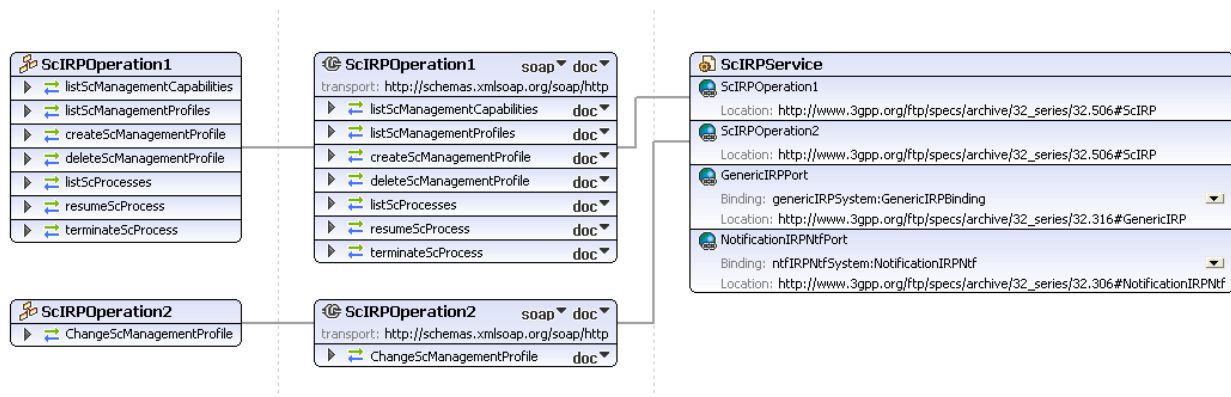 ScIRPOperation1
listScManagementCapabilities
listScManagementProfiles
createScManagementProfile
deleteScManagementProfile
listScProcesses
resumeScProcess
terminateScProcess
ScIRPOperation2
ChangeScManagementProfile
ScIRPOperation1 soap doc
transport: http://schemas.xmlsoap.org/soap/http
listScManagementCapabilities doc
listScManagementProfiles doc
createScManagementProfile doc
deleteScManagementProfile doc
listScProcesses doc
resumeScProcess doc
terminateScProcess doc
ScIRPOperation2 soap doc
transport: http://schemas.xmlsoap.org/soap/http
ChangeScManagementProfile doc
ScIRPService
ScIRPOperation1
Location: http://www.3gpp.org/ftp/specs/archive/32_series/32.506#ScIRP
ScIRPOperation2
Location: http://www.3gpp.org/ftp/specs/archive/32_series/32.506#ScIRP
GenericIRPPort
Binding: genericIRPSystem:GenericIRPBinding
Location: http://www.3gpp.org/ftp/specs/archive/32_series/32.316#GenericIRP
NotificationIRPNtfPort
Binding: ntfIRPNtfSystem:NotificationIRPNtf
Location: http://www.3gpp.org/ftp/specs/archive/32_series/32.306#NotificationIRPNtf